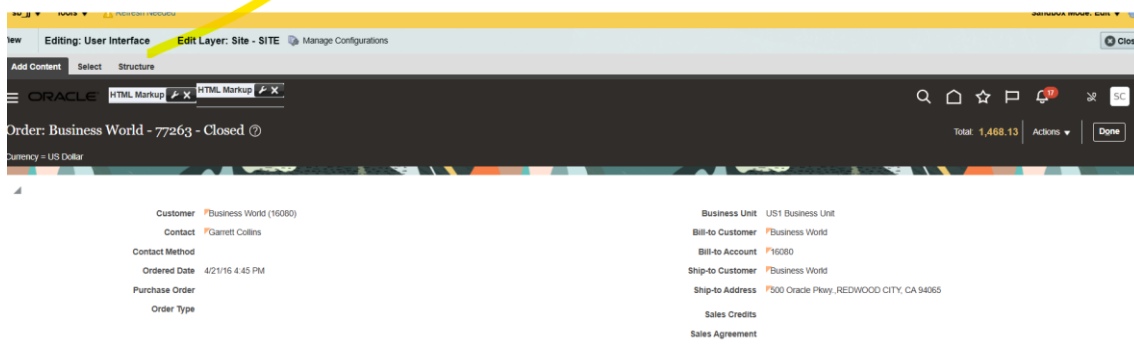 Tools Refresh Needed Sandbox Mode: Edit
Editing: User Interface Edit Layer: Site - SITE Manage Configurations Clos
Add Content Select Structure
ORACLE HTML Markup HTML Markup 17 SC
Order: Business World - 77263 - Closed Total: 1,468.13 Actions Done
Currency = US Dollar
Customer Business World (16080) Business Unit US1 Business Unit
Contact Garrett Collins Bill-to Customer Business World
Contact Method Bill-to Account 16080
Ordered Date 4/21/16 4:45 PM Ship-to Customer Business World
Purchase Order Ship-to Address 500 Oracle Pkwy.,REDWOOD CITY, CA 94065
Order Type Sales Credits
Sales Agreement